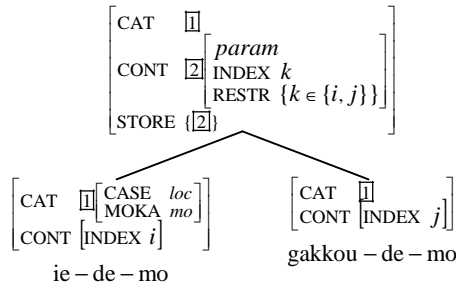 CAT 1
CONT 2 param
INDEX k
RESTR {k ∈ {i, j}}
STORE {2}
CAT 1 CASE loc
MOKA mo
CONT [INDEX i]
ie – de – mo
CAT 1
CONT [INDEX j]
gakkou – de – mo